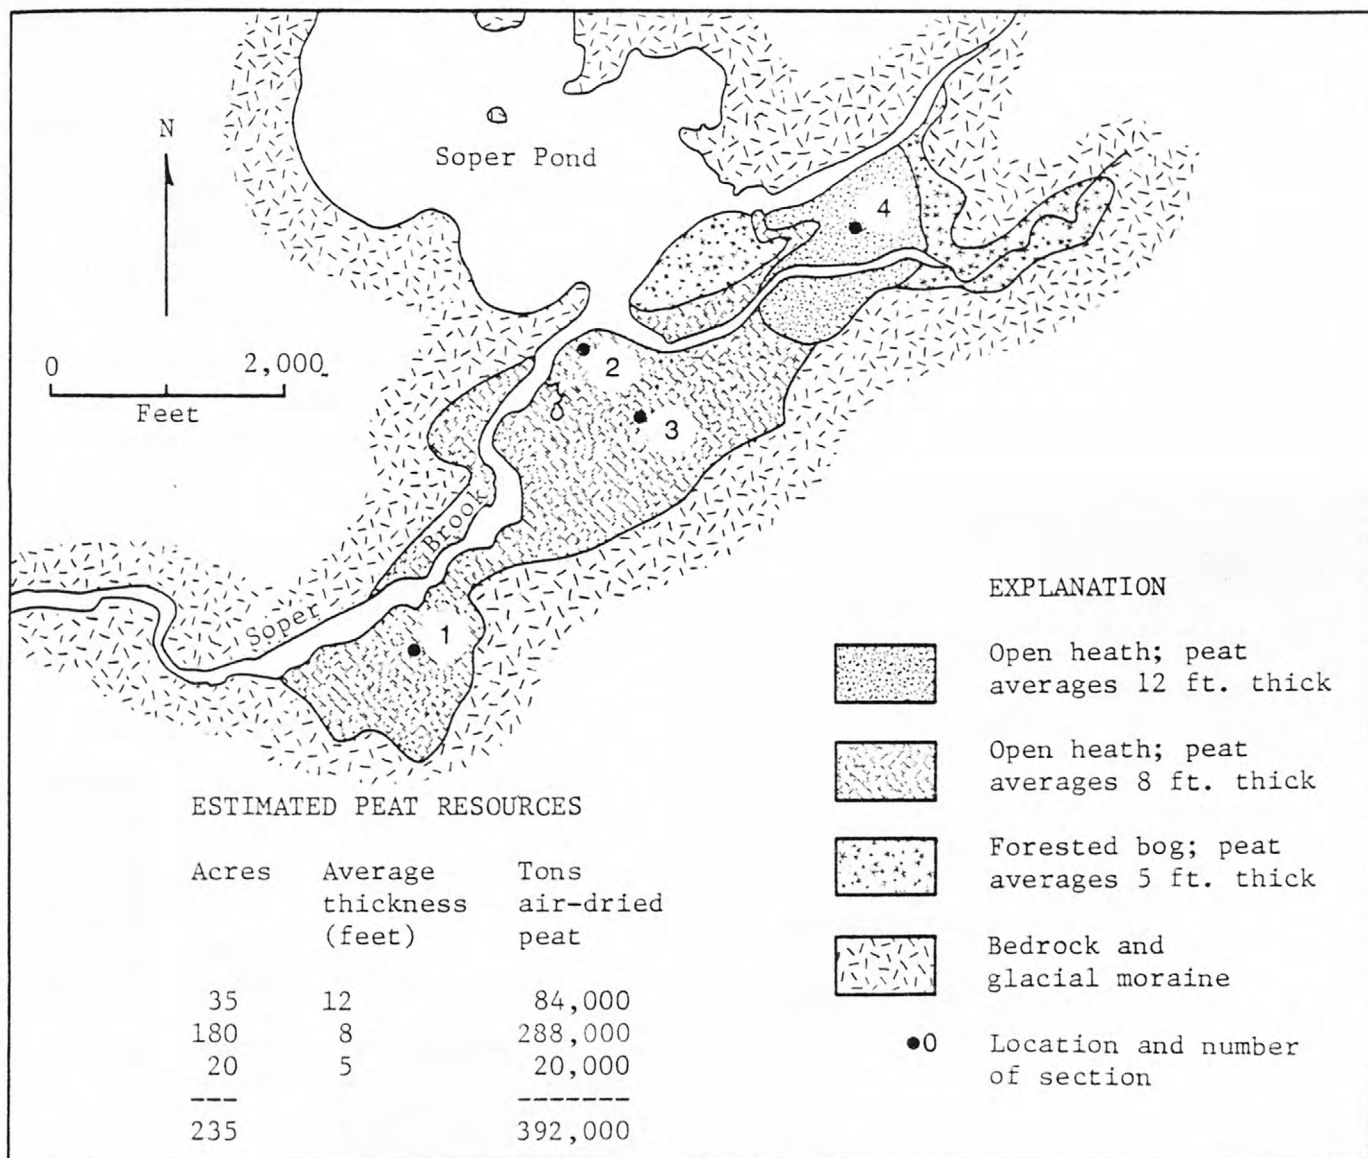 N
Soper Pond
4
0 2,000
Feet
2
3
Soper Brook
1
EXPLANATION
Open heath; peat
averages 12 ft. thick
Open heath; peat
averages 8 ft. thick
Forested bog; peat
averages 5 ft. thick
Bedrock and
glacial moraine
0 Location and number
of section
ESTIMATED PEAT RESOURCES
Acres Average Tons
thickness air-dried
(feet) peat
35 12 84,000
180 8 288,000
20 5 20,000
--- -------
235 392,000